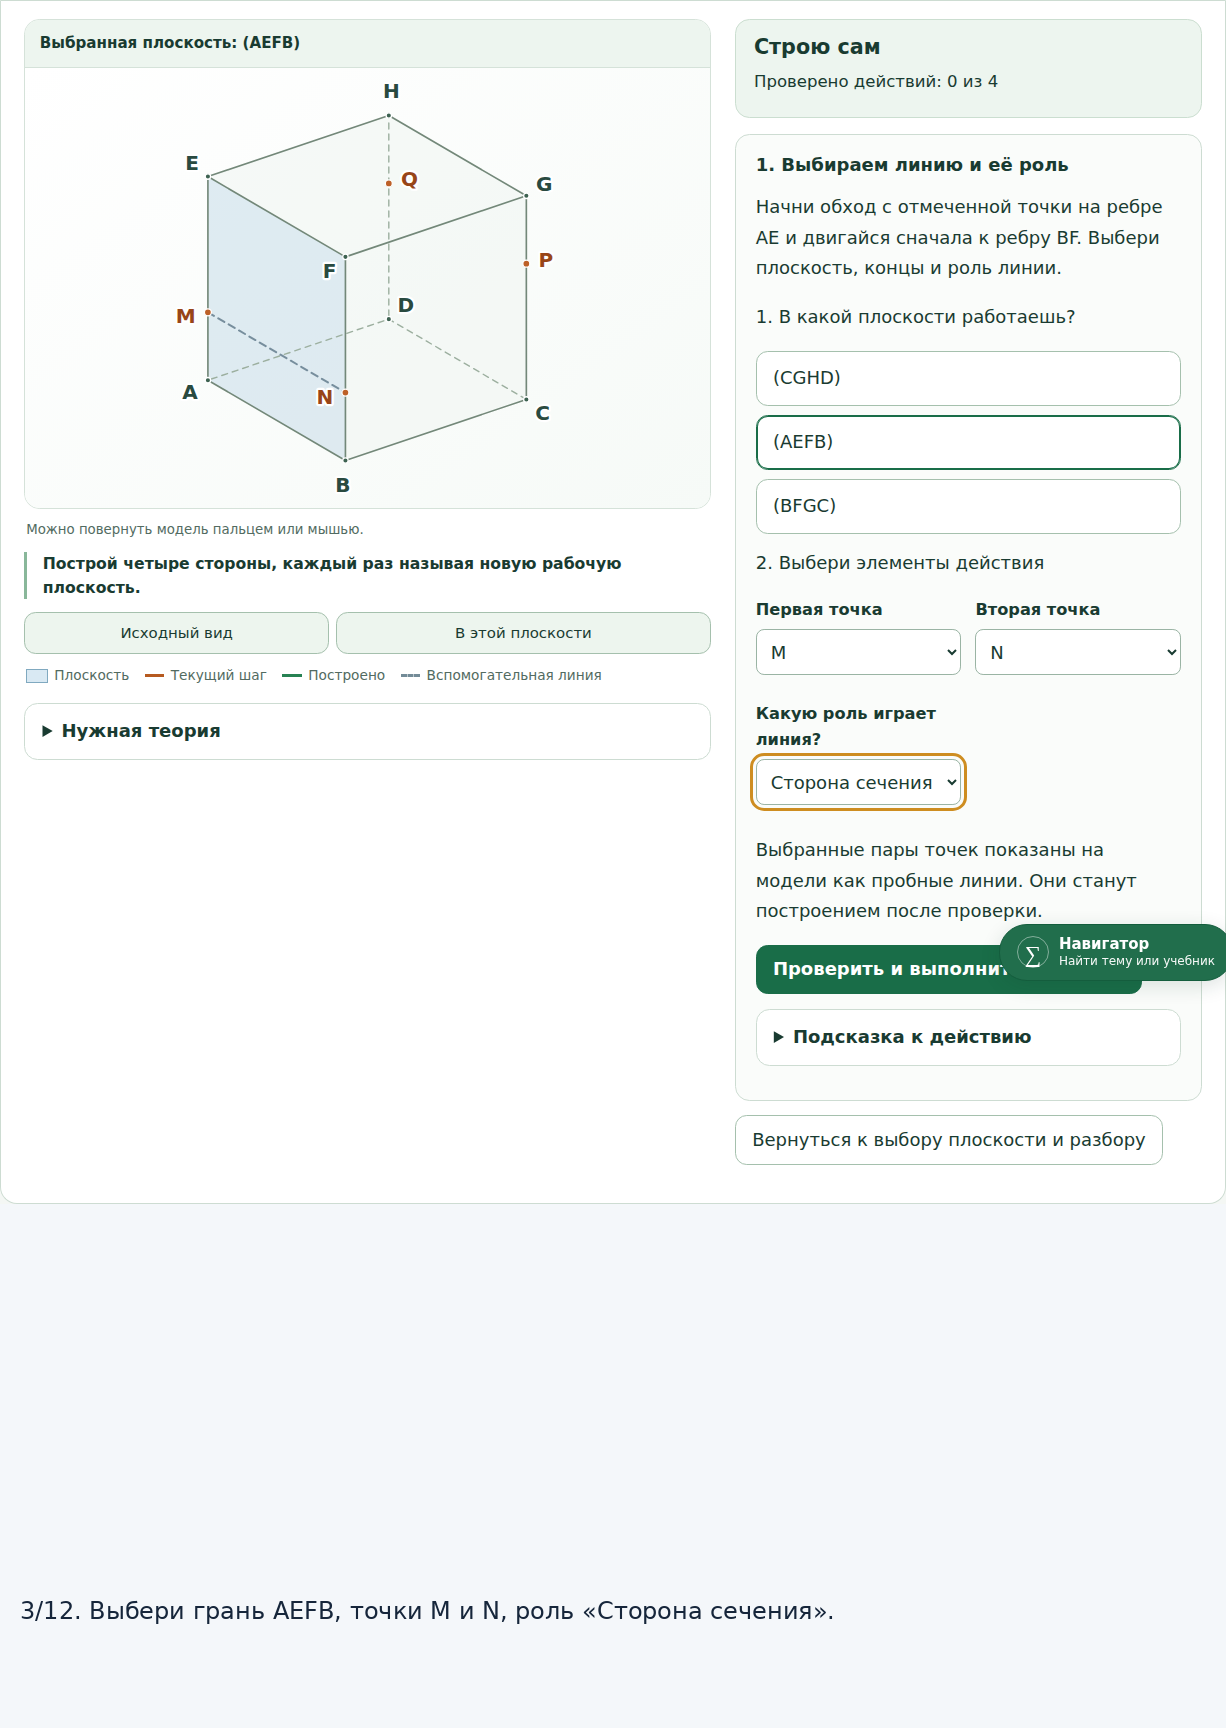 Выбранная плоскость: (AEFB)
H
E
Q
G
P
F
D
M
A
N
C
B
Можно повернуть модель пальцем или мышью.
Построй четыре стороны, каждый раз называя новую рабочую
плоскость.
Исходный вид
В этой плоскости
Плоскость
Текущий шаг
Построено
Вспомогательная линия
▶ Нужная теория
Строю сам
Проверено действий: 0 из 4
1. Выбираем линию и её роль
Начни обход с отмеченной точки на ребре
AE и двигайся сначала к ребру BF. Выбери
плоскость, концы и роль линии.
1. В какой плоскости работаешь?
(CGHD)
(AEFB)
(BFGC)
2. Выбери элементы действия
Первая точка
Вторая точка
M
N
Какую роль играет
линия?
Сторона сечения
Выбранные пары точек показаны на
модели как пробные линии. Они станут
построением после проверки.
Проверить и
∑ Навигатор
Найти тему или учебник
▶ Подсказка к действию
Вернуться к выбору плоскости и разбору
3/12. Выбери грань AEFB, точки M и N, роль «Сторона сечения».